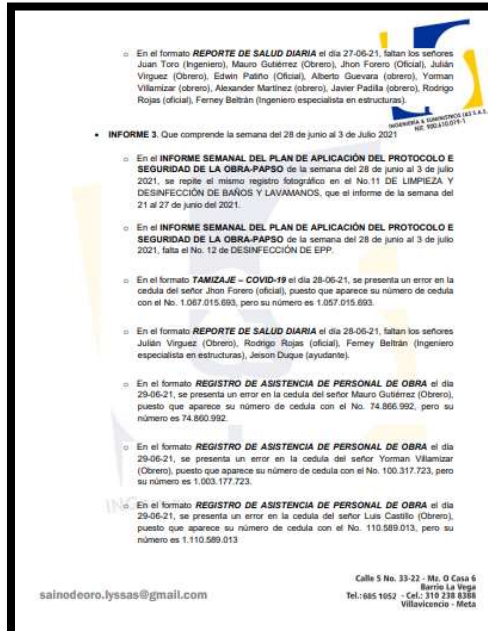 o En el formato REPORTE DE SALUD DIARIA el día 27-06-21, faltan los señores
Juan Toro (Ingeniero), Mauro Gutiérrez (Obrero), Jhon Forero (Oficial), Julián
Virguez (Obrero), Edwin Patiño (Oficial), Alberto Guevara (obrero), Yorman
Villamizar (obrero), Alexander Martínez (obrero), Javier Padilla (obrero), Rodrigo
Rojas (oficial), Ferney Beltrán (Ingeniero especialista en estructuras).
INGENIERÍA & SUMINISTROS L&S S.A.S.
NIT. 900.610.019-1
• INFORME 3. Que comprende la semana del 28 de junio al 3 de Julio 2021
o En el INFORME SEMANAL DEL PLAN DE APLICACIÓN DEL PROTOCOLO E
SEGURIDAD DE LA OBRA-PAPSO de la semana del 28 de junio al 3 de julio
2021, se repite el mismo registro fotográfico en el No.11 DE LIMPIEZA Y
DESINFECCIÓN DE BAÑOS Y LAVAMANOS, que el informe de la semana del
21 al 27 de junio del 2021.
o En el INFORME SEMANAL DEL PLAN DE APLICACIÓN DEL PROTOCOLO E
SEGURIDAD DE LA OBRA-PAPSO de la semana del 28 de junio al 3 de julio
2021, falta el No. 12 de DESINFECCIÓN DE EPP.
o En el formato TAMIZAJE – COVID-19 el día 28-06-21, se presenta un error en la
cedula del señor Jhon Forero (oficial), puesto que aparece su número de cedula
con el No. 1.067.015.693, pero su número es 1.057.015.693.
o En el formato REPORTE DE SALUD DIARIA el día 28-06-21, faltan los señores
Julián Virguez (Obrero), Rodrigo Rojas (oficial), Ferney Beltrán (Ingeniero
especialista en estructuras), Jeison Duque (ayudante).
o En el formato REGISTRO DE ASISTENCIA DE PERSONAL DE OBRA el día
29-06-21, se presenta un error en la cedula del señor Mauro Gutiérrez (Obrero),
puesto que aparece su número de cedula con el No. 74.866.992, pero su
número es 74.860.992.
o En el formato REGISTRO DE ASISTENCIA DE PERSONAL DE OBRA el día
29-06-21, se presenta un error en la cedula del señor Yorman Villamizar
(Obrero), puesto que aparece su número de cedula con el No. 100.317.723, pero
su número es 1.003.177.723.
o En el formato REGISTRO DE ASISTENCIA DE PERSONAL DE OBRA el día
29-06-21, se presenta un error en la cedula del señor Luis Castillo (Obrero),
puesto que aparece su número de cedula con el No. 110.589.013, pero su
número es 1.110.589.013
sainodeoro.lyssas@gmail.com
Calle 5 No. 33-22 - Mz. O Casa 6
Barrio La Vega
Tel.: 685 1052 - Cel.: 310 238 8388
Villavicencio - Meta